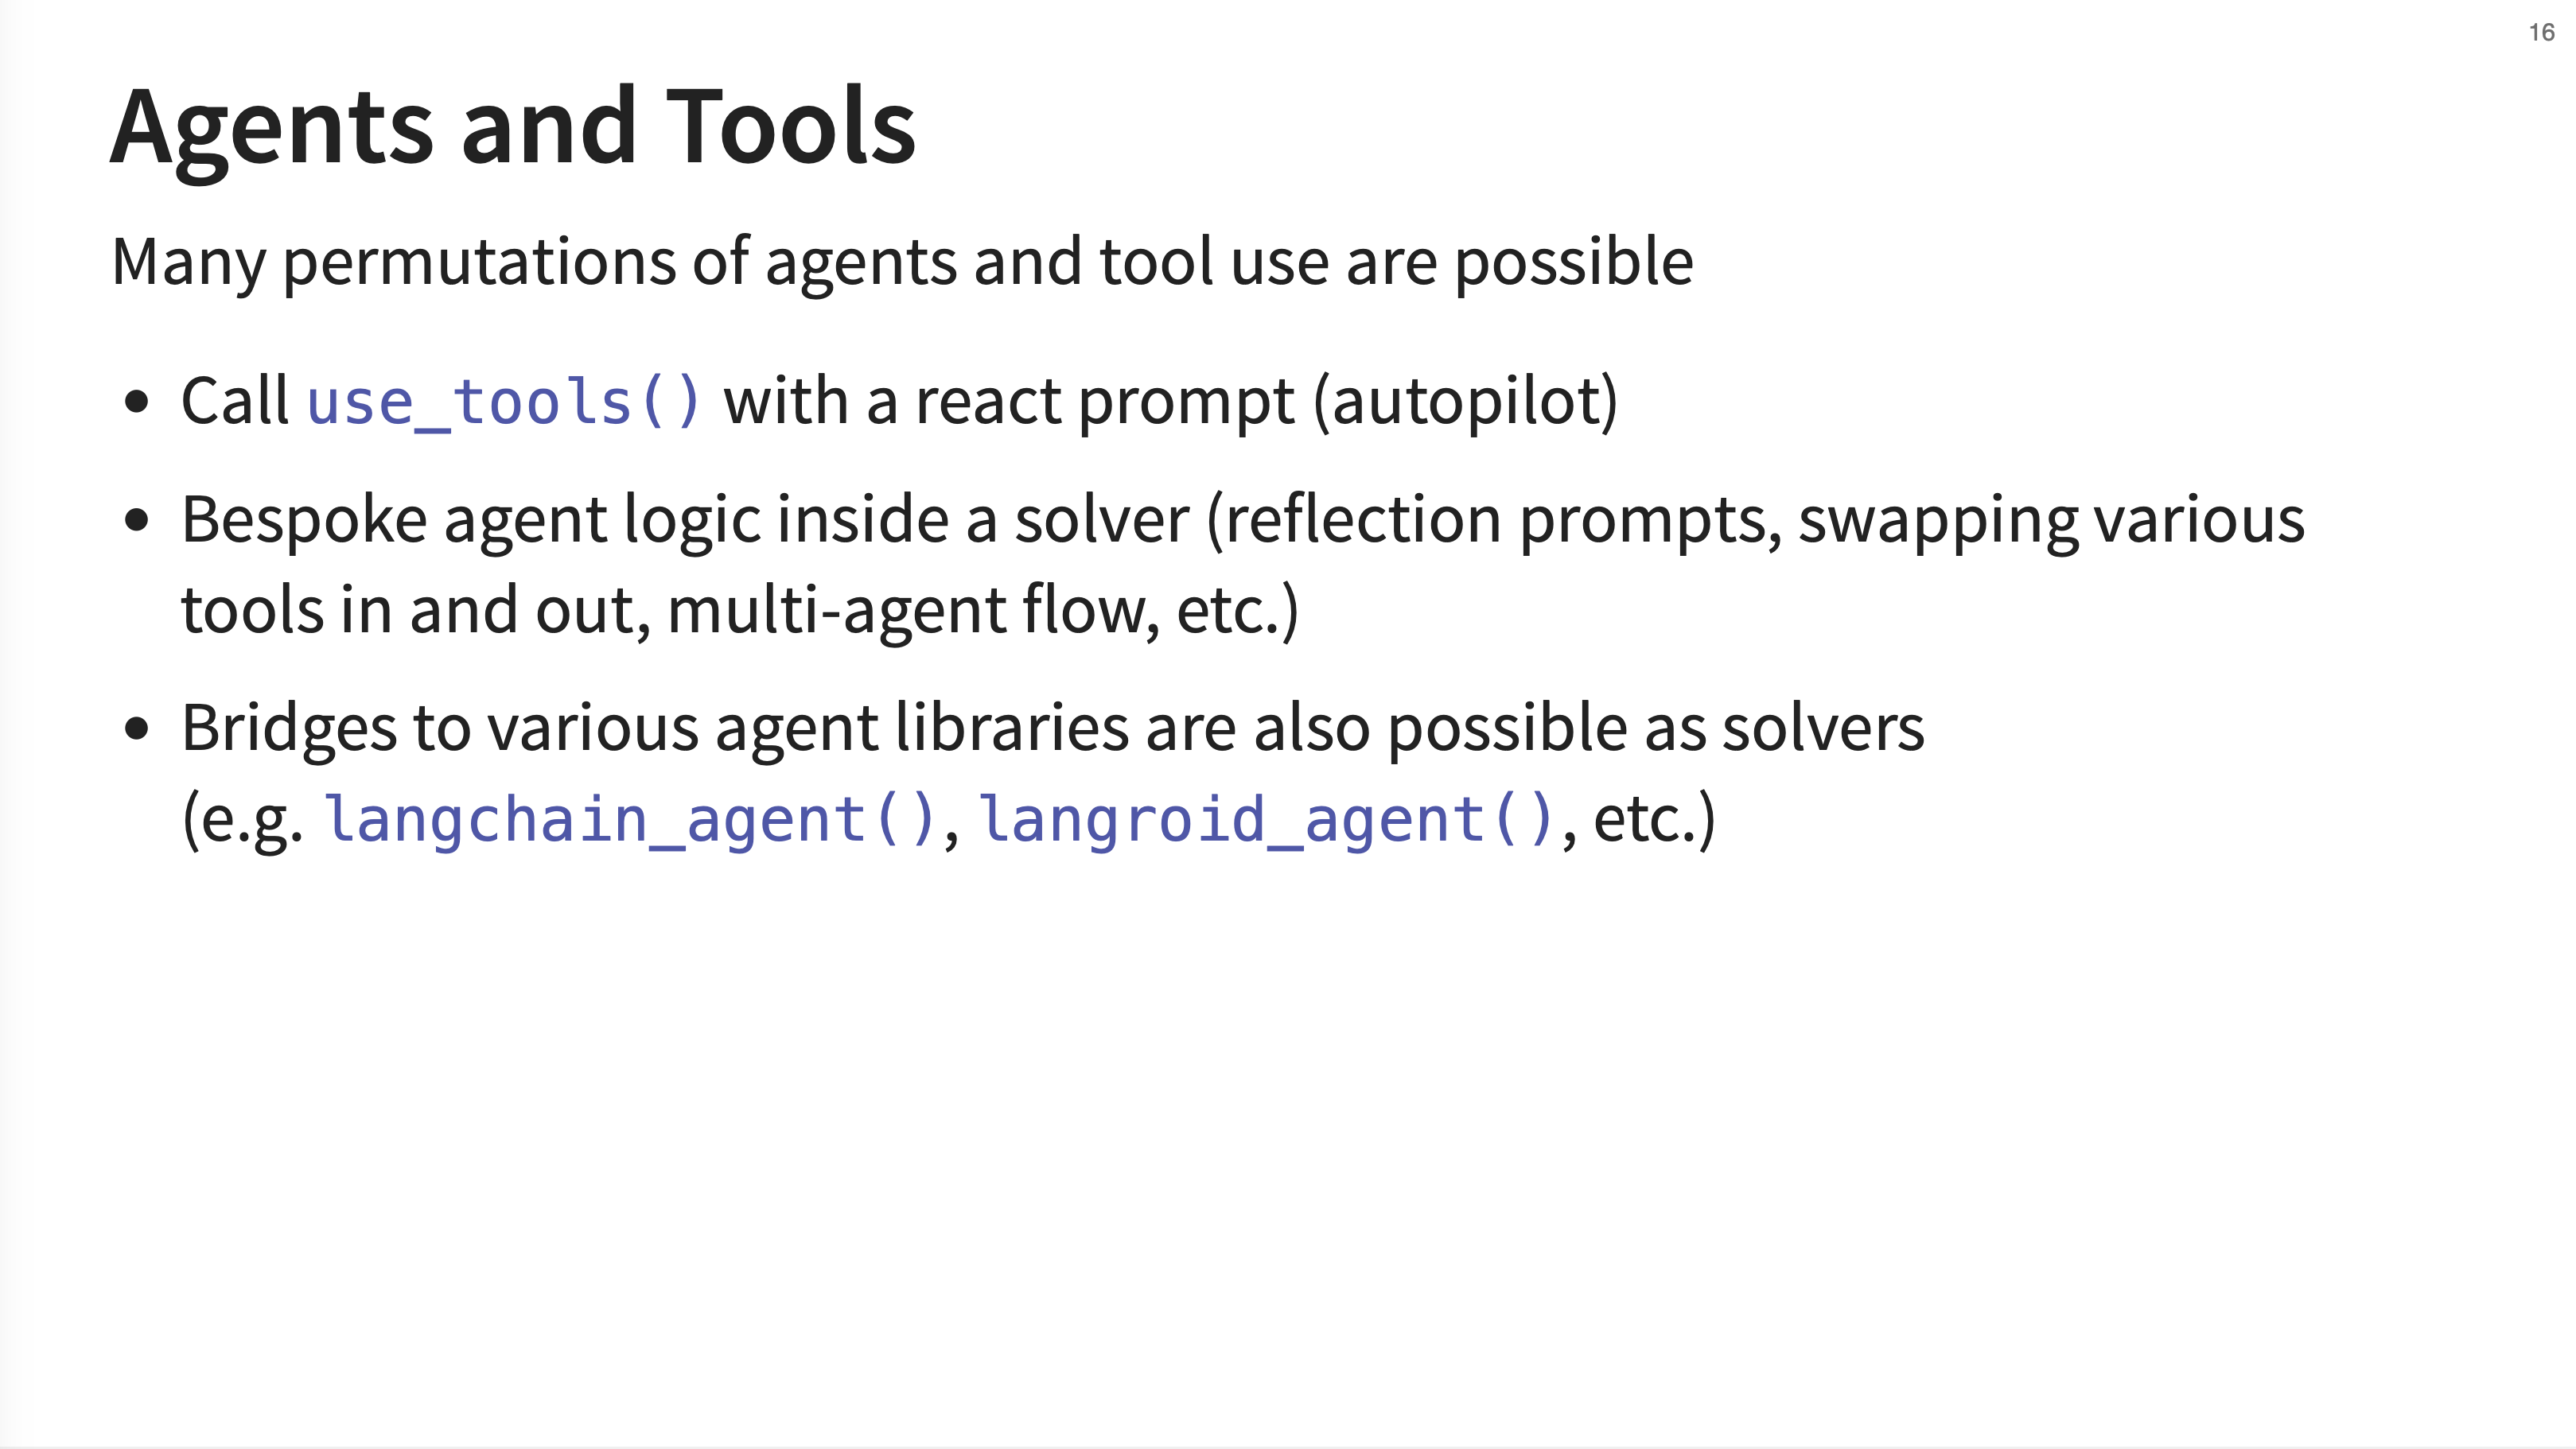 16
Agents and Tools
Many permutations of agents and tool use are possible
• Call use_tools() with a react prompt (autopilot)
• Bespoke agent logic inside a solver (reflection prompts, swapping various
tools in and out, multi-agent flow, etc.)
• Bridges to various agent libraries are also possible as solvers
(e.g. langchain_agent(), langroid_agent(), etc.)